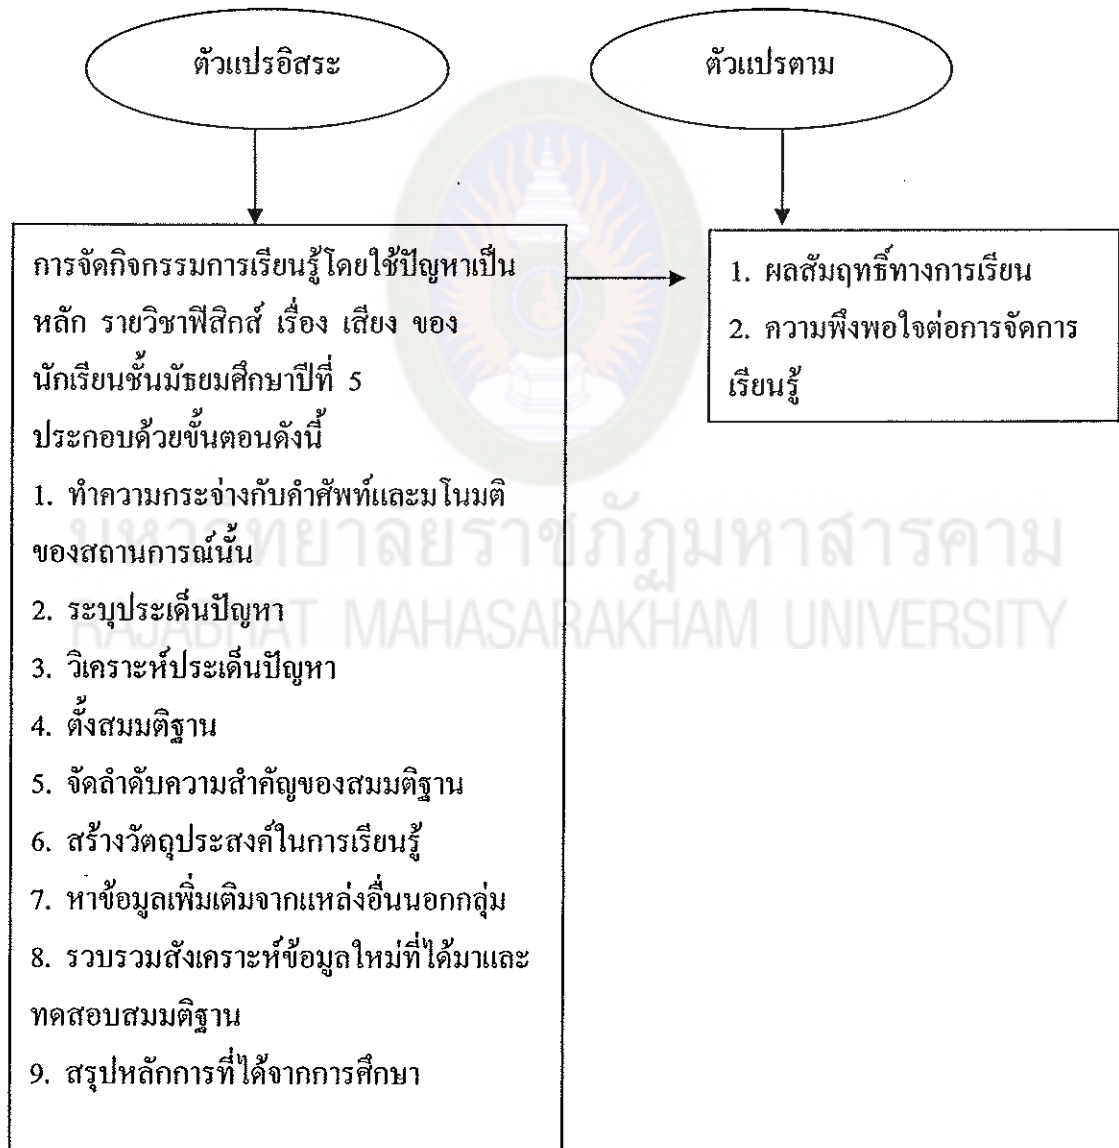 ตัวแปรอิสระ
ตัวแปรตาม
การจัดกิจกรรมการเรียนรู้โดยใช้ปัญหาเป็น
หลัก รายวิชาฟิสิกส์ เรื่อง เสียง ของ
นักเรียนชั้นมัธยมศึกษาปีที่ 5
ประกอบด้วยขั้นตอนดังนี้
1. ทำความกระจ่างกับคำศัพท์และมโนมติ
ของสถานการณ์นั้น
2. ระบุประเด็นปัญหา
3. วิเคราะห์ประเด็นปัญหา
4. ตั้งสมมติฐาน
5. จัดลำดับความสำคัญของสมมติฐาน
6. สร้างวัตถุประสงค์ในการเรียนรู้
7. หาข้อมูลเพิ่มเติมจากแหล่งอื่นนอกกลุ่ม
8. รวบรวมสังเคราะห์ข้อมูลใหม่ที่ได้มาและ
ทดสอบสมมติฐาน
9. สรุปหลักการที่ได้จากการศึกษา
1. ผลสัมฤทธิ์ทางการเรียน
2. ความพึงพอใจต่อการจัดการ
เรียนรู้
มหาวิทยาลัยราชภัฏมหาสารคาม
RAJABHAT MAHASARAKHAM UNIVERSITY